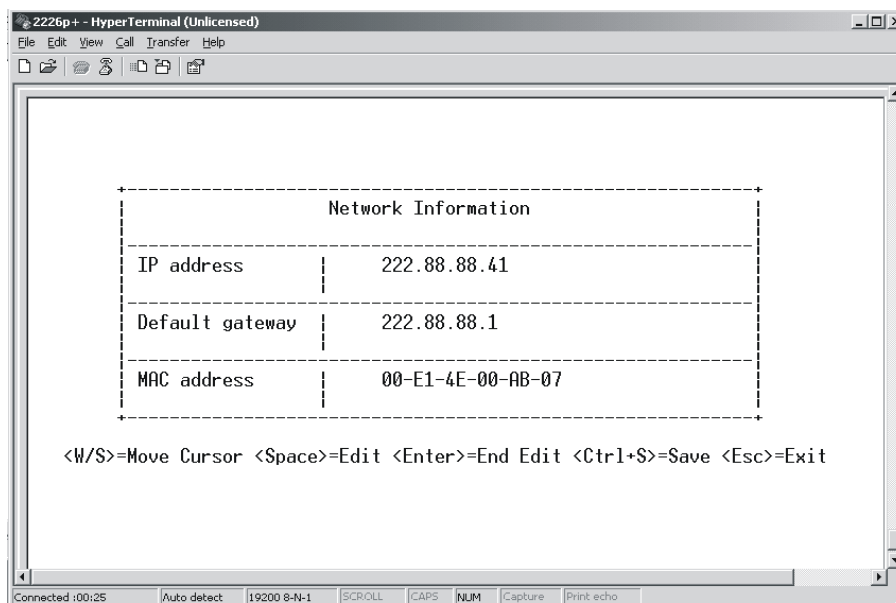 2226p+ - HyperTerminal (Unlicensed)
File Edit View Call Transfer Help
Network Information
IP address 222.88.88.41
Default gateway 222.88.88.1
MAC address 00-E1-4E-00-AB-07
<W/S>=Move Cursor <Space>=Edit <Enter>=End Edit <Ctrl+S>=Save <Esc>=Exit
Connected :00:25 Auto detect 19200 8-N-1 SCROLL CAPS NUM Capture Print echo